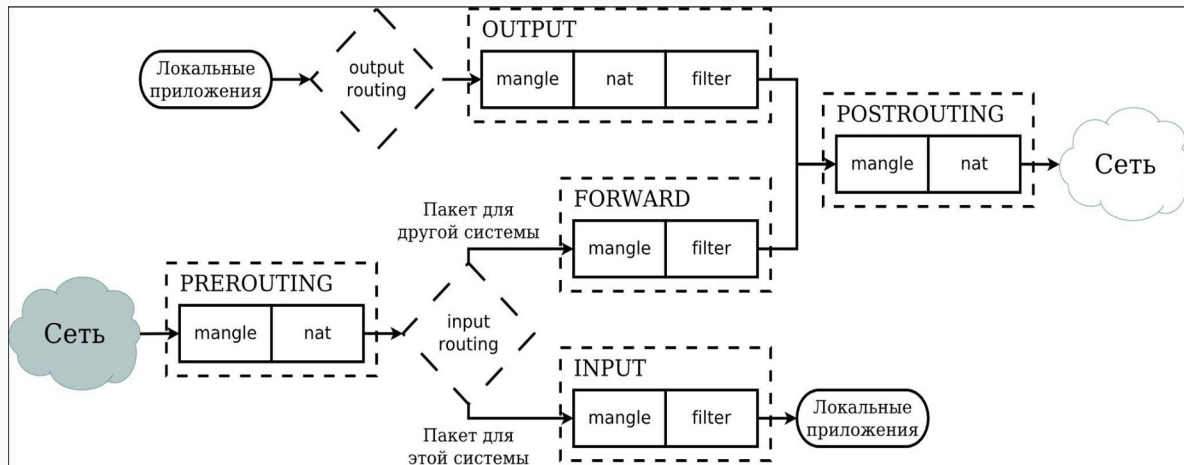 OUTPUT
Локальные
приложения
output
routing
mangle
nat
filter
POSTROUTING
mangle
nat
Сеть
Пакет для
другой системы
FORWARD
mangle
filter
PREROUTING
Сеть
mangle
nat
input
routing
INPUT
mangle
filter
Локальные
приложения
Пакет для
этой системы